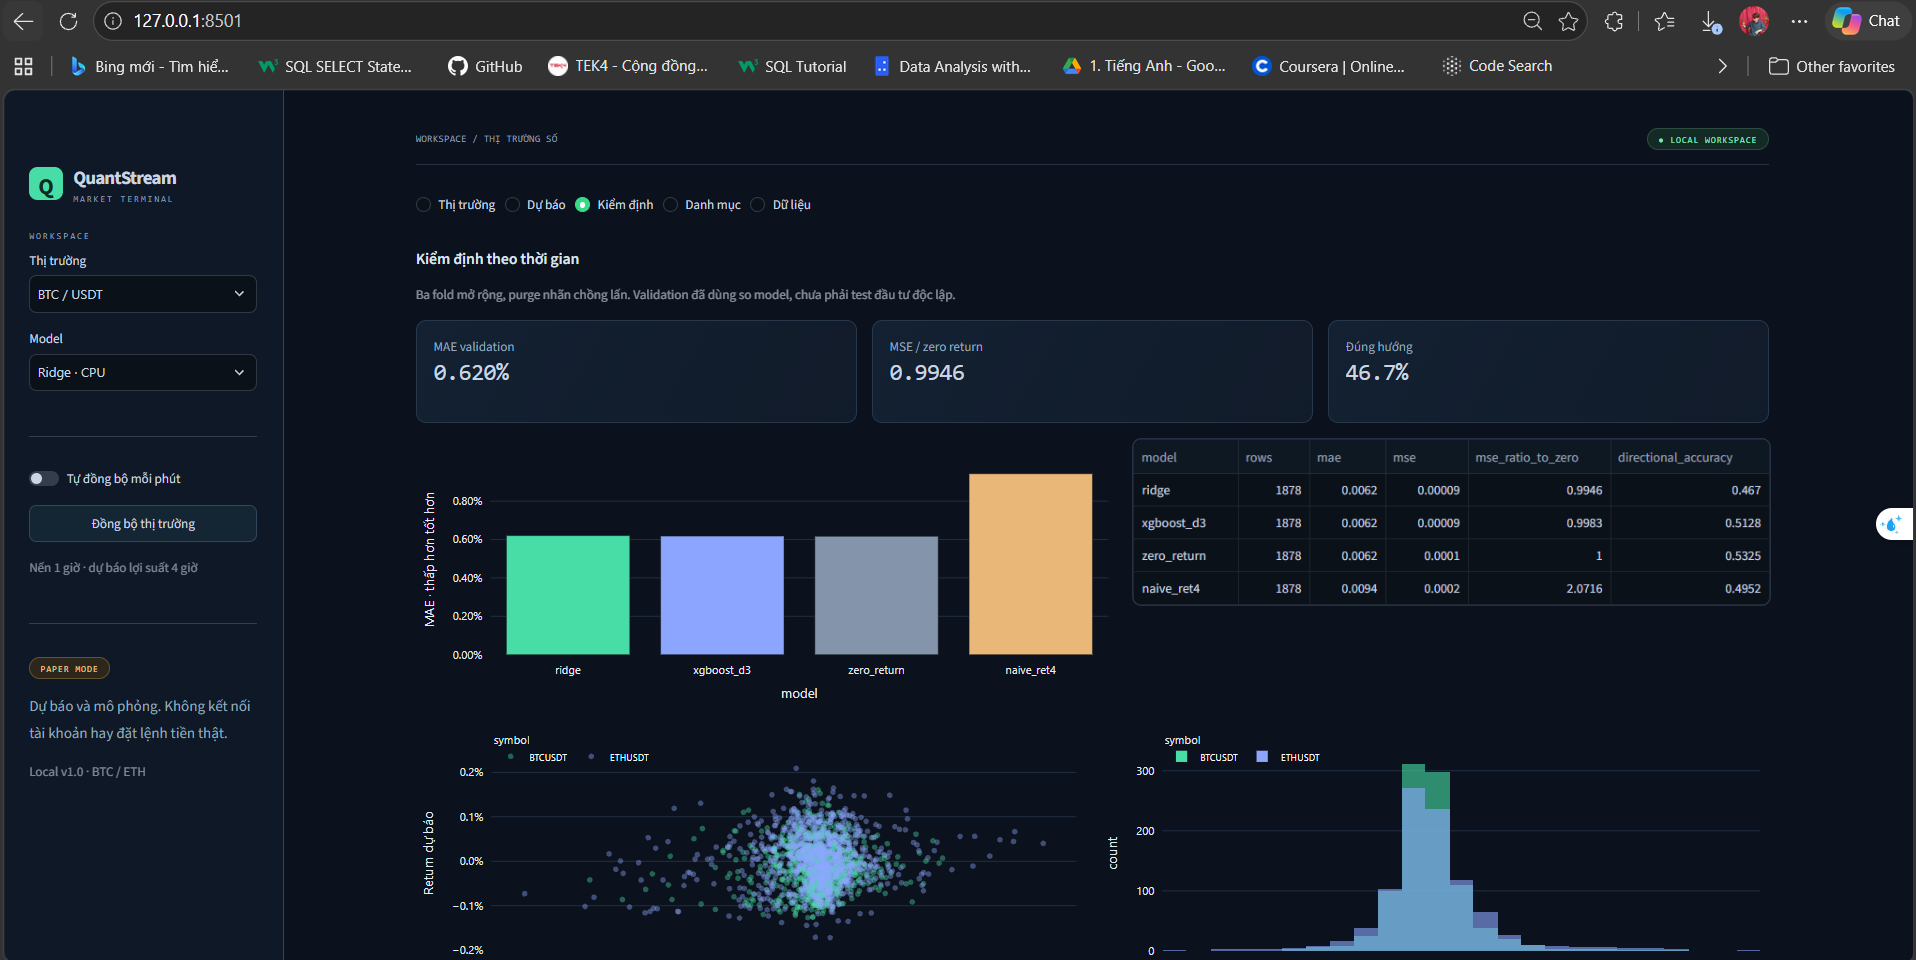 127.0.0.1:8501
Chat
Bing mới - Tìm hiể...
SQL SELECT State...
GitHub
TEK4 - Cộng đồng...
SQL Tutorial
Data Analysis with...
1. Tiếng Anh - Goo...
Coursera | Online...
Code Search
Other favorites
Q
QuantStream
MARKET TERMINAL
WORKSPACE
Thị trường
BTC / USDT
Model
Ridge · CPU
Tự đồng bộ mỗi phút
Đồng bộ thị trường
Nến 1 giờ · dự báo lợi suất 4 giờ
PAPER MODE
Dự báo và mô phỏng. Không kết nối
tài khoản hay đặt lệnh tiền thật.
Local v1.0 · BTC / ETH
WORKSPACE / THỊ TRƯỜNG SỐ
● LOCAL WORKSPACE
Thị trường
Dự báo
Kiểm định
Danh mục
Dữ liệu
Kiểm định theo thời gian
Ba fold mở rộng, purge nhãn chồng lấn. Validation đã dùng so model, chưa phải test đầu tư độc lập.
MAE validation
0.620%
MSE / zero return
0.9946
Đúng hướng
46.7%
MAE · thấp hơn tốt hơn
0.80%
0.60%
0.40%
0.20%
0.00%
ridge
xgboost_d3
zero_return
naive_ret4
model
model rows mae mse mse_ratio_to_zero directional_accuracy
ridge 1878 0.0062 0.00009 0.9946 0.467
xgboost_d3 1878 0.0062 0.00009 0.9983 0.5128
zero_return 1878 0.0062 0.0001 1 0.5325
naive_ret4 1878 0.0094 0.0002 2.0716 0.4952
symbol
BTCUSDT
ETHUSDT
Return dự báo
0.2%
0.1%
0.0%
−0.1%
−0.2%
symbol
BTCUSDT
ETHUSDT
count
300
200
100
0